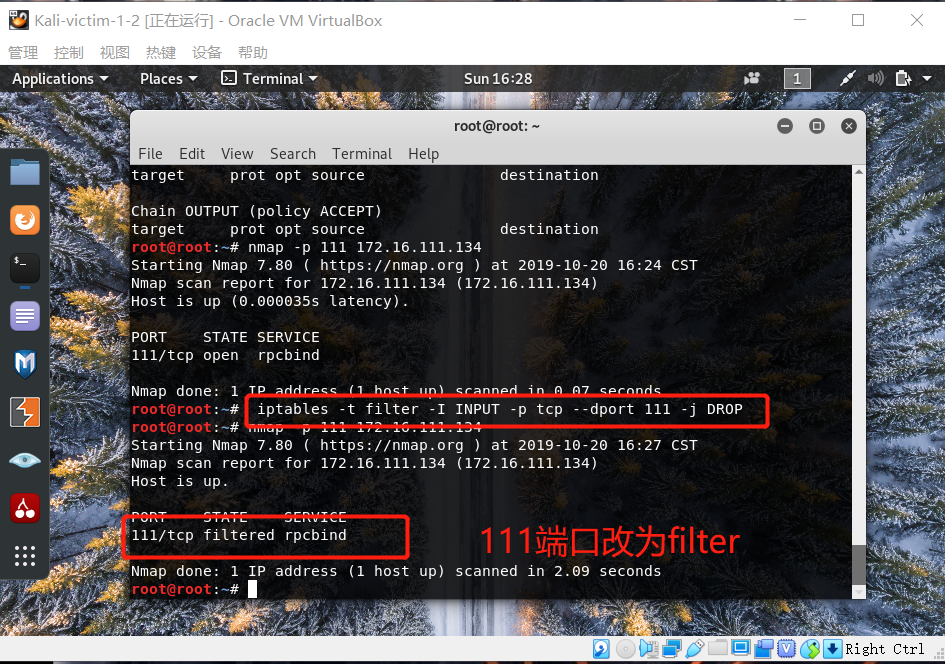 Kali-victim-1-2 [正在运行] - Oracle VM VirtualBox
管理 控制 视图 热键 设备 帮助
Applications Places Terminal Sun 16:28 1
root@root: ~
File Edit View Search Terminal Help
target     prot opt source               destination
Chain OUTPUT (policy ACCEPT)
target     prot opt source               destination
root@root:~# nmap -p 111 172.16.111.134
Starting Nmap 7.80 ( https://nmap.org ) at 2019-10-20 16:24 CST
Nmap scan report for 172.16.111.134 (172.16.111.134)
Host is up (0.000035s latency).
PORT    STATE SERVICE
111/tcp open  rpcbind
Nmap done: 1 IP address (1 host up) scanned in 0.07 seconds
root@root:~# iptables -t filter -I INPUT -p tcp --dport 111 -j DROP
root@root:~# nmap -p 111 172.16.111.134
Starting Nmap 7.80 ( https://nmap.org ) at 2019-10-20 16:27 CST
Nmap scan report for 172.16.111.134 (172.16.111.134)
Host is up.
PORT    STATE    SERVICE
111/tcp filtered rpcbind
111端口改为filter
Nmap done: 1 IP address (1 host up) scanned in 2.09 seconds
root@root:~#
Right Ctrl